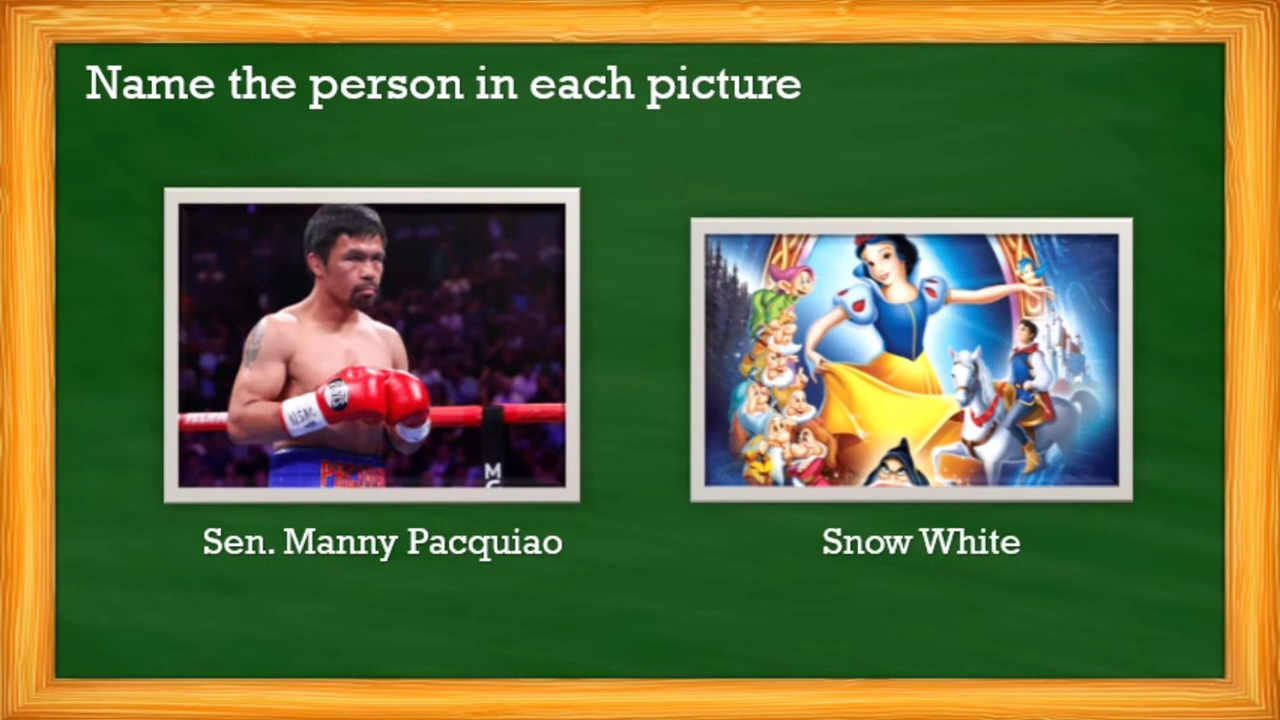 Name the person in each picture
Sen. Manny Pacquiao
Snow White